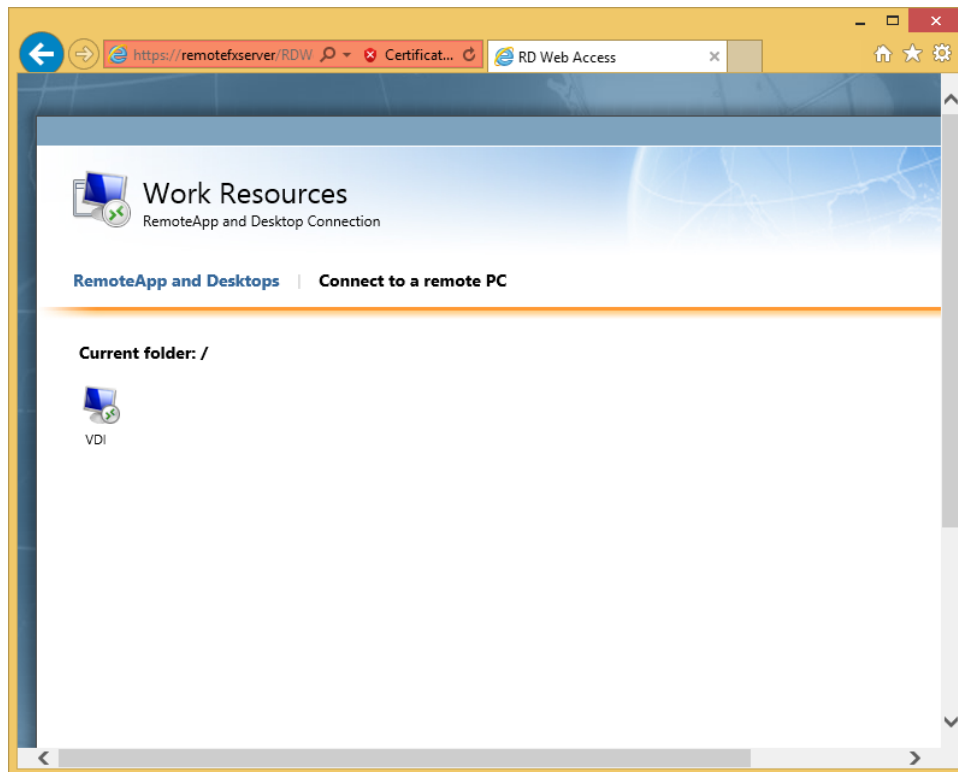 https://remotefxserver/RDW
Certificat...
RD Web Access
Work Resources
RemoteApp and Desktop Connection
RemoteApp and Desktops | Connect to a remote PC
Current folder: /
VDI